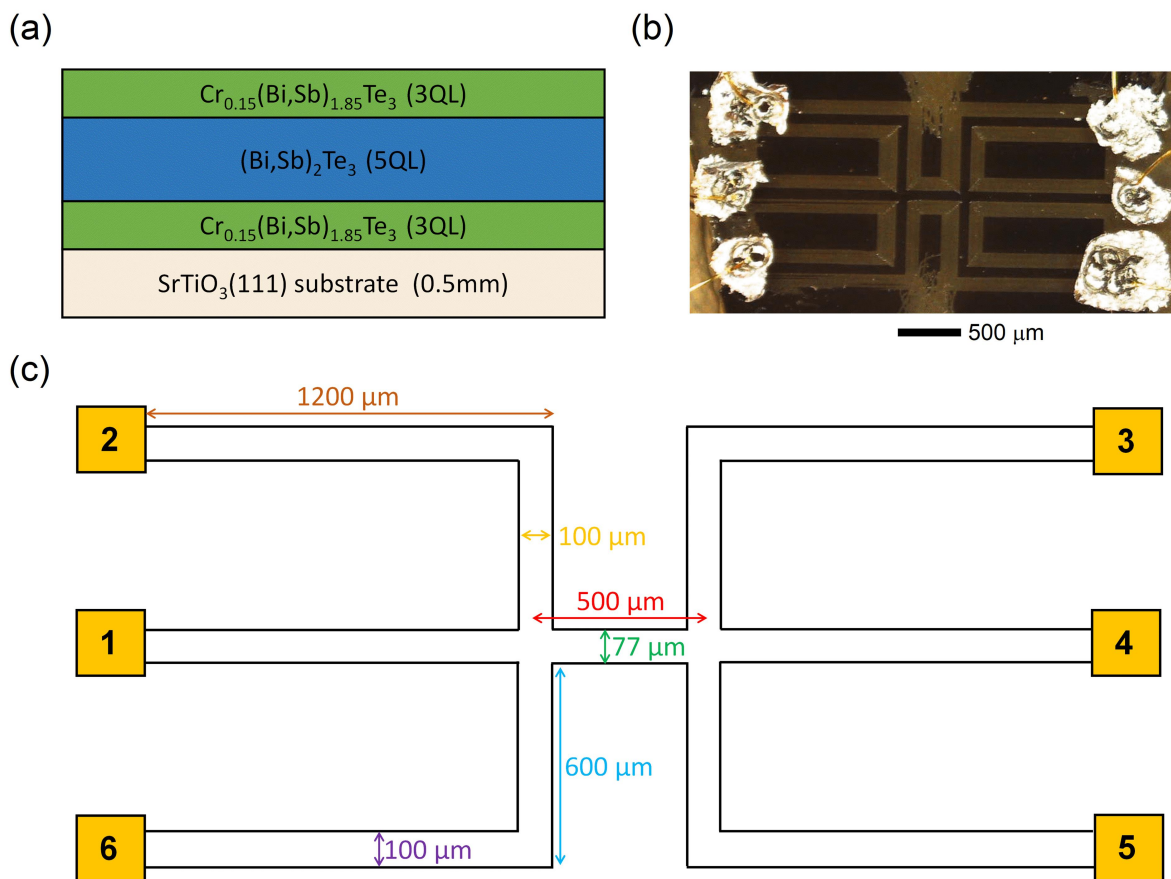 (a)
Cr₀.₁₅(Bi,Sb)₁.₈₅Te₃ (3QL)
(Bi,Sb)₂Te₃ (5QL)
Cr₀.₁₅(Bi,Sb)₁.₈₅Te₃ (3QL)
SrTiO₃(111) substrate (0.5mm)
(b)
500 μm
(c)
1200 μm
2
3
100 μm
500 μm
1
77 μm
4
600 μm
6
100 μm
5